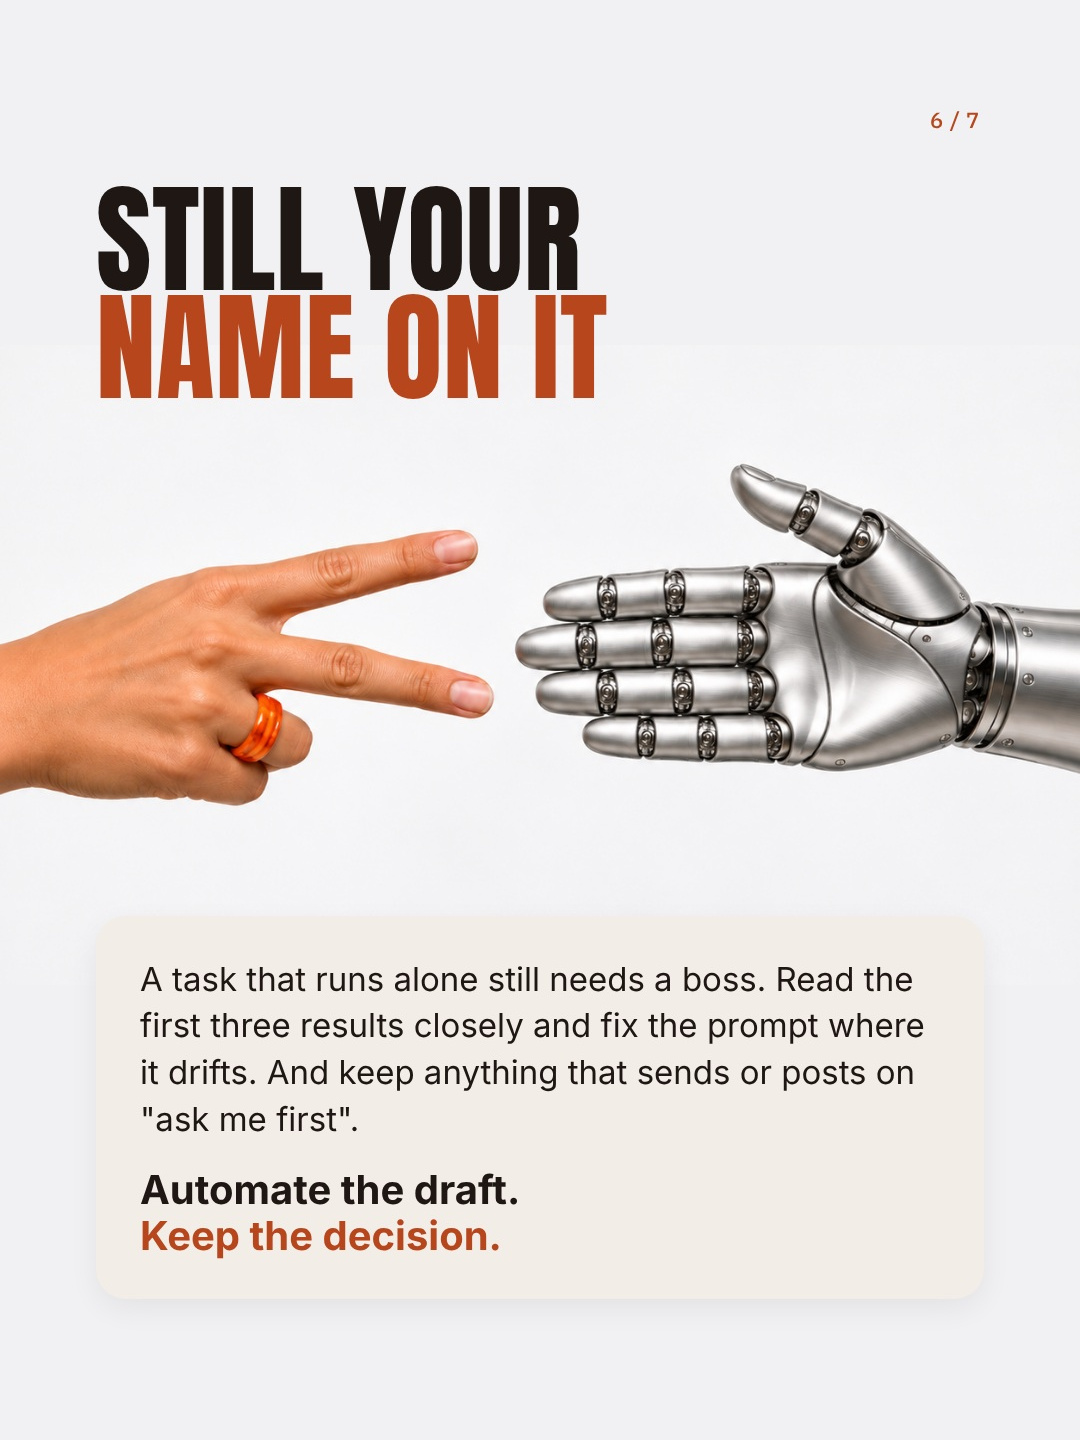 6 / 7
STILL YOUR
NAME ON IT
A task that runs alone still needs a boss. Read the
first three results closely and fix the prompt where
it drifts. And keep anything that sends or posts on
"ask me first".
Automate the draft.
Keep the decision.